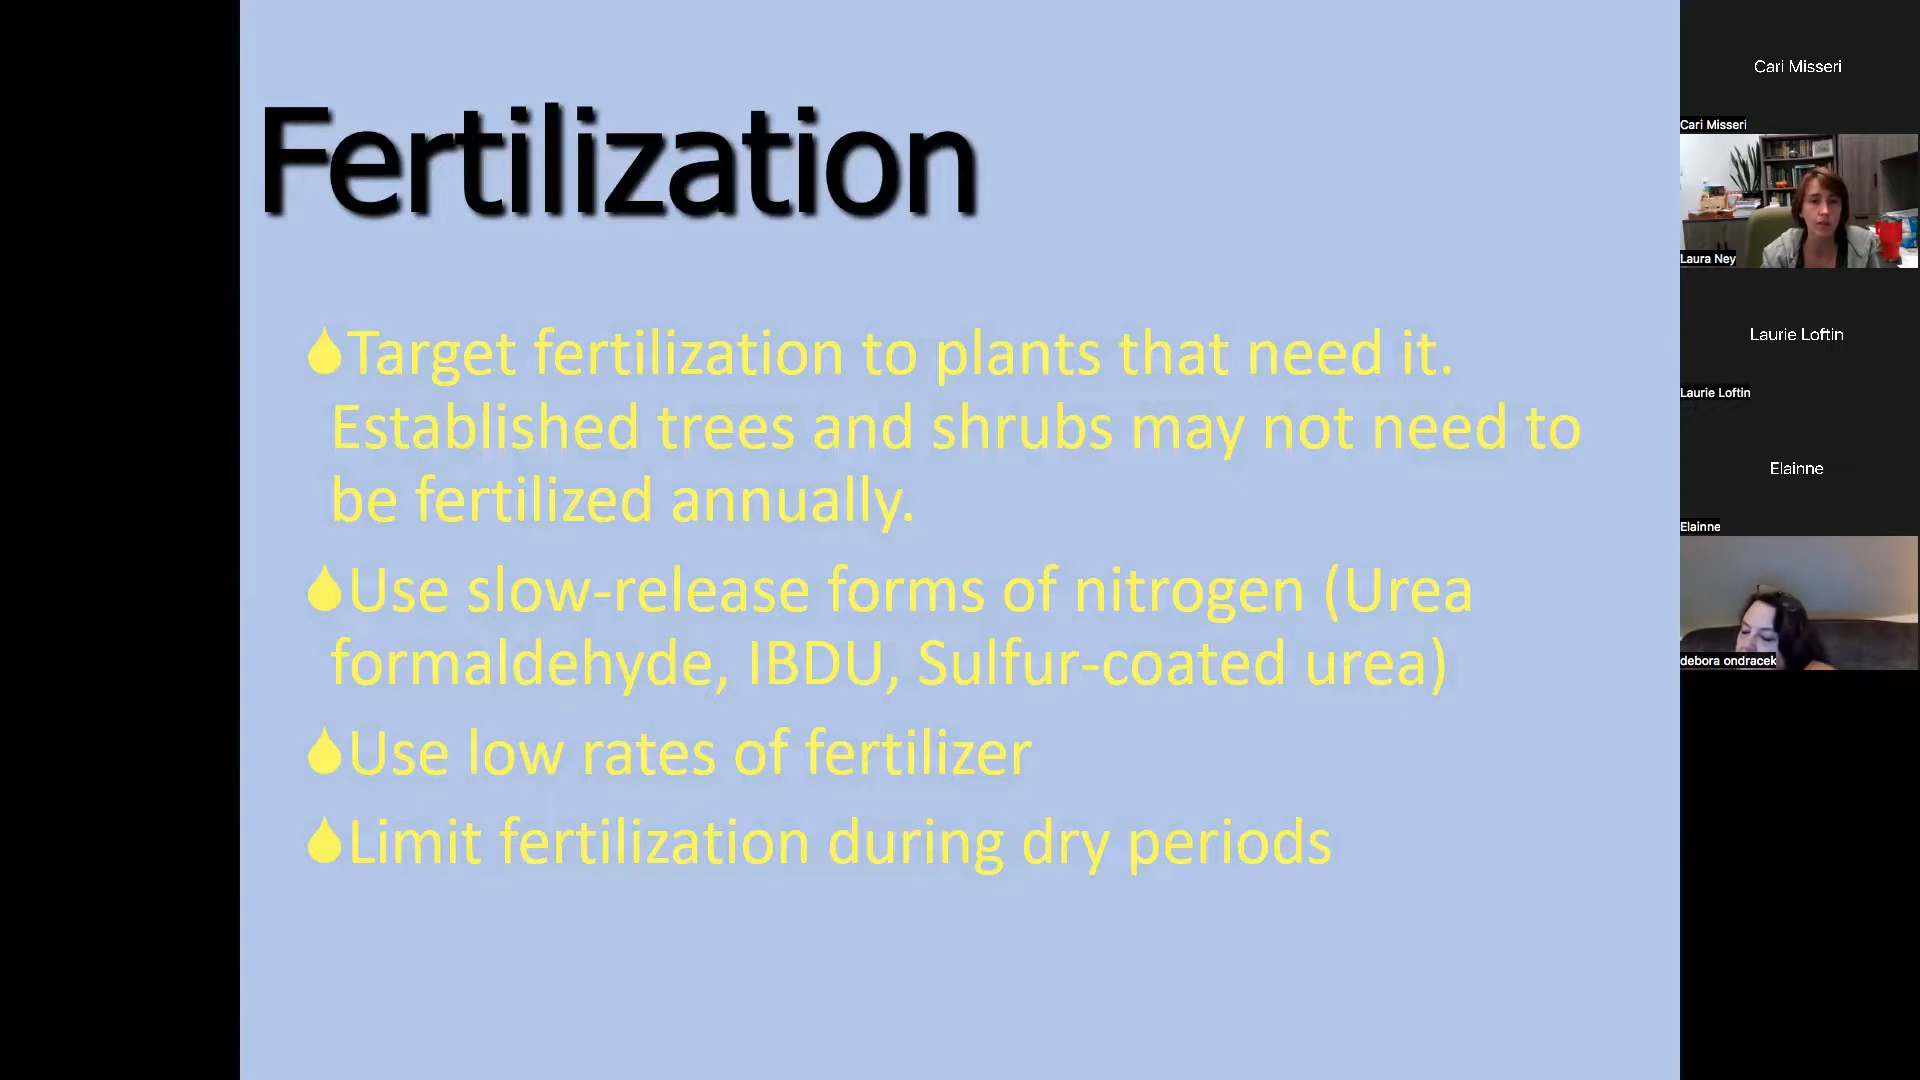 Fertilization
Target fertilization to plants that need it.
Established trees and shrubs may not need to
be fertilized annually.
Use slow-release forms of nitrogen (Urea
formaldehyde, IBDU, Sulfur-coated urea)
Use low rates of fertilizer
Limit fertilization during dry periods
Cari Misseri
Cari Misseri
Laura Ney
Laurie Loftin
Laurie Loftin
Elainne
Elainne
debora ondracek